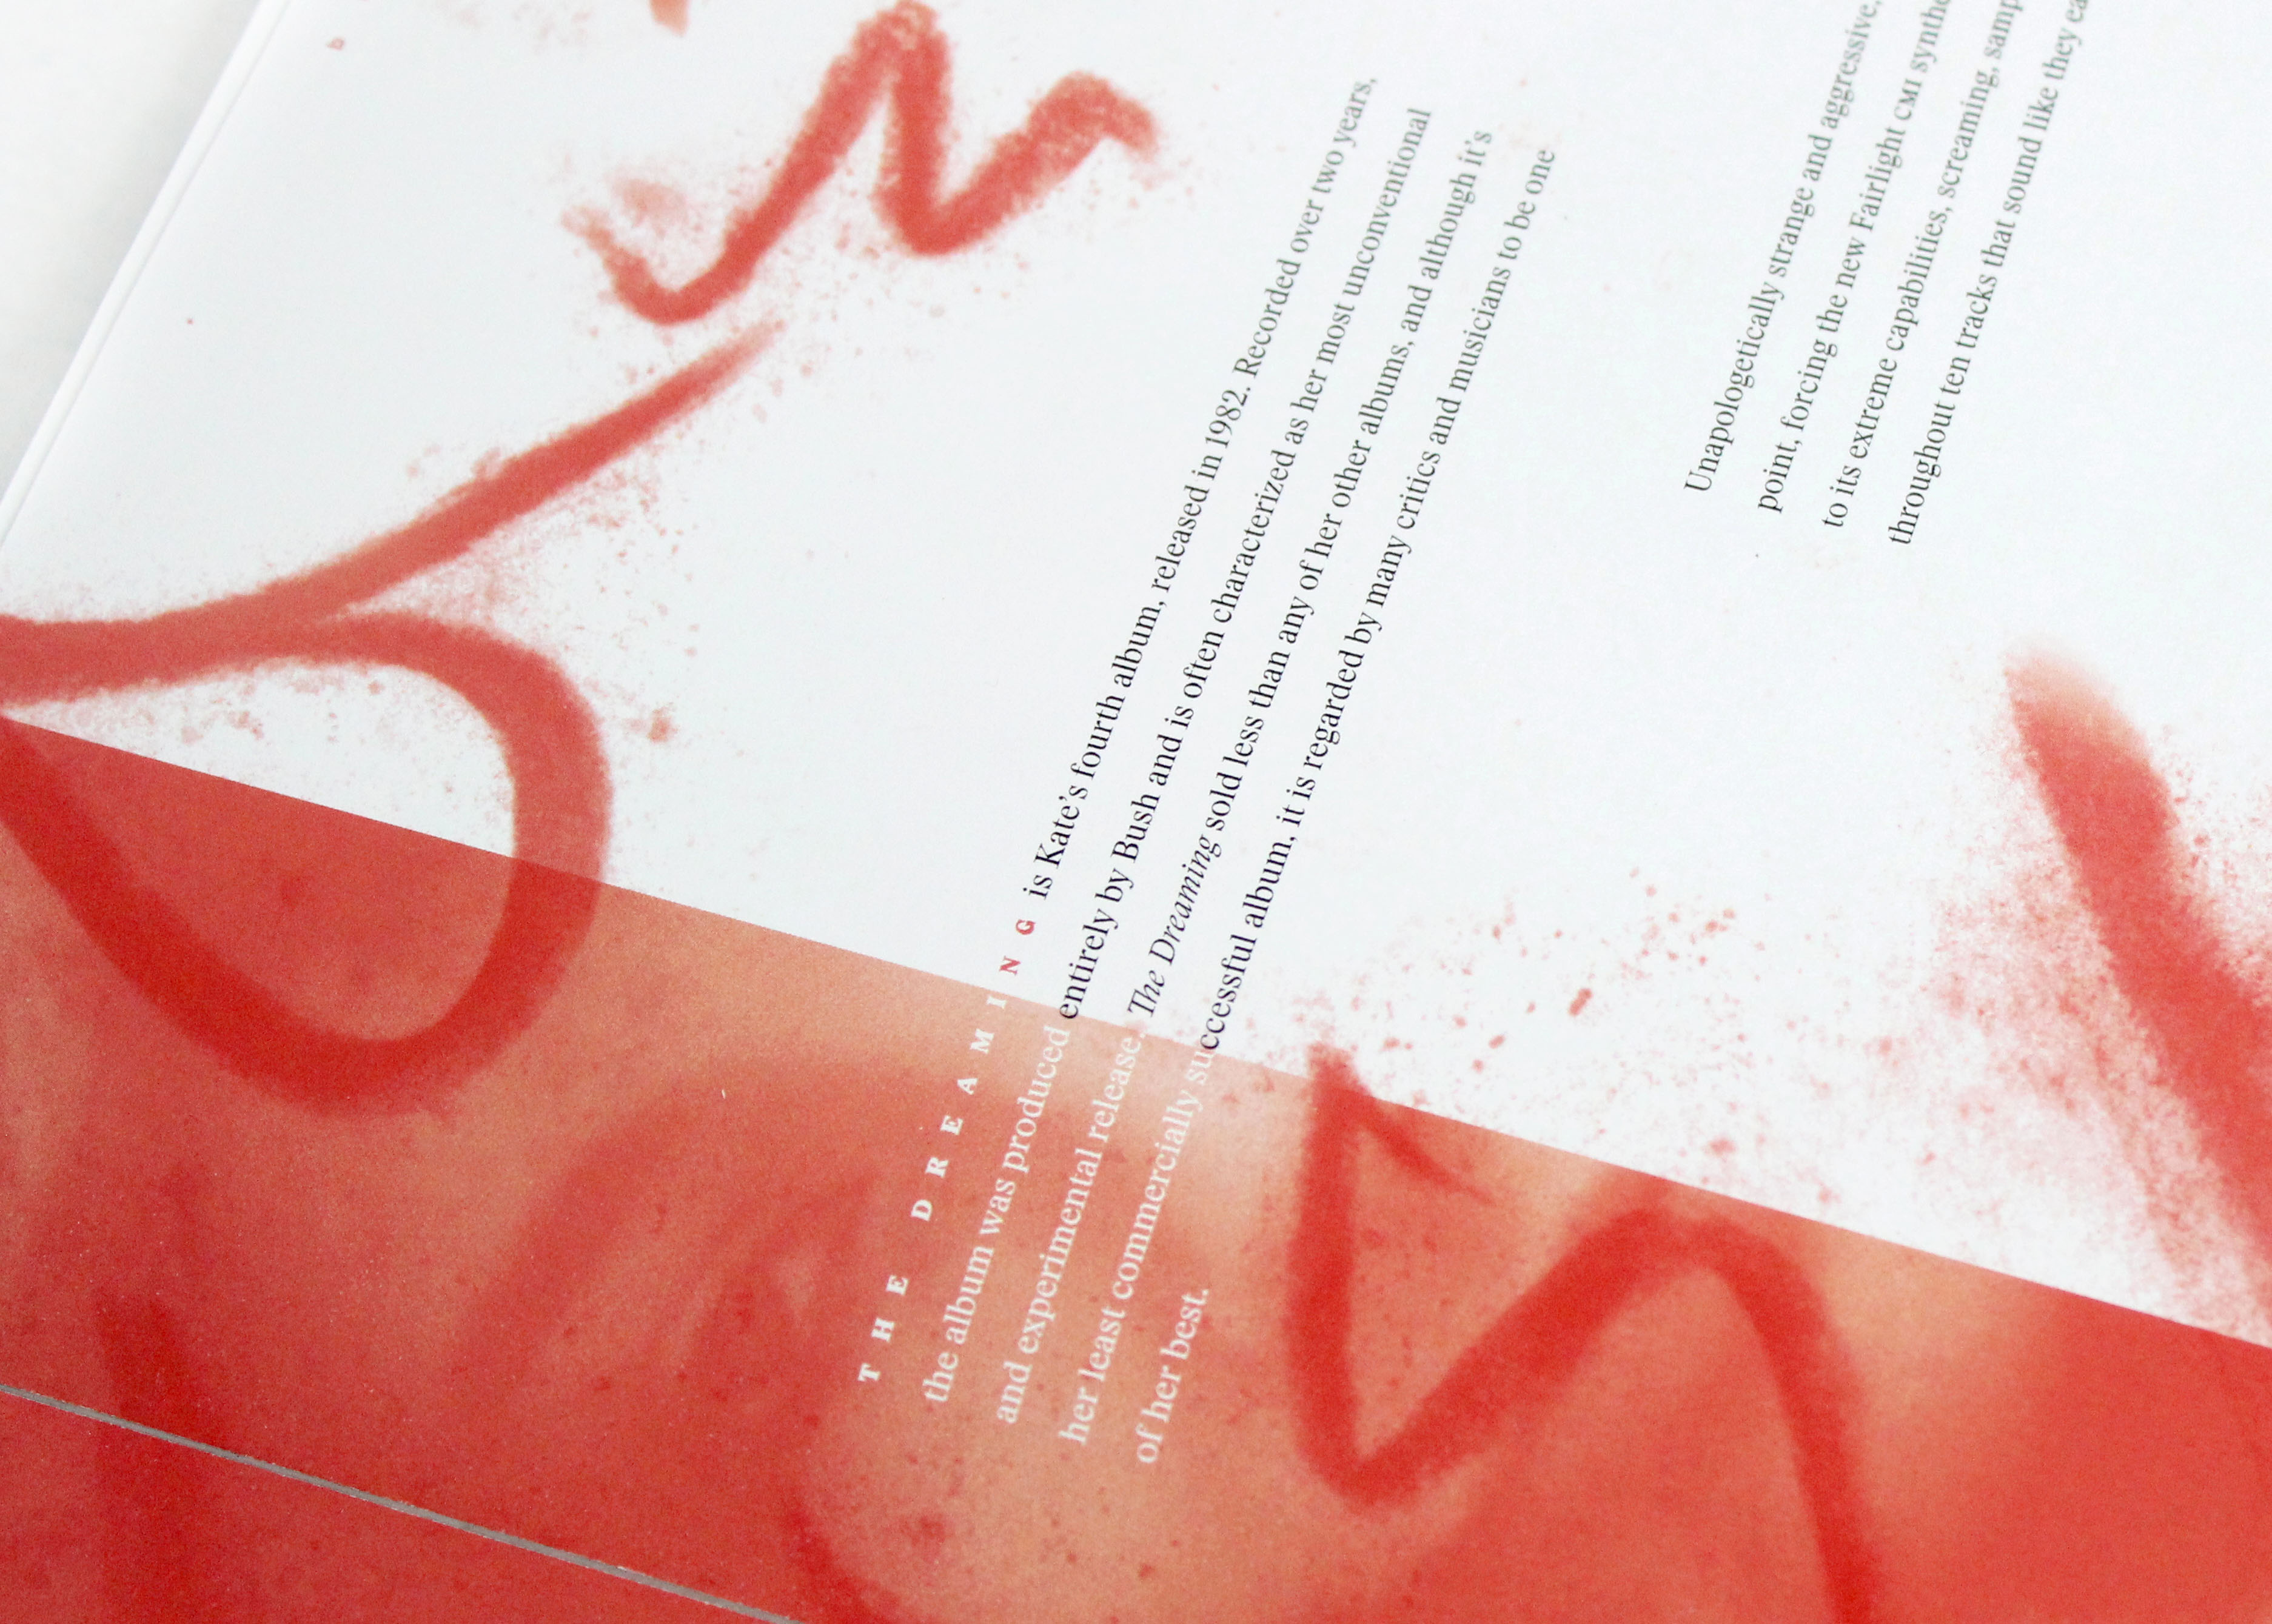 THE DREAMING is Kate's fourth album, released in 1982. Recorded over two years,
the album was produced entirely by Bush and is often characterized as her most unconventional
and experimental release. The Dreaming sold less than any of her other albums, and although it's
her least commercially successful album, it is regarded by many critics and musicians to be one
of her best.
Unapologetically strange and aggressive,
point, forcing the new Fairlight CMI
to its extreme capabilities, screaming,
throughout ten tracks that sound like they